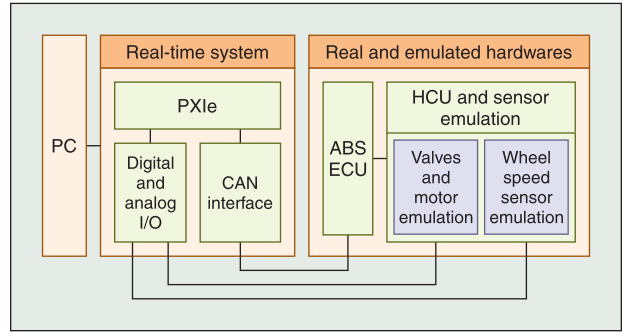 PC
Real-time system
PXIe
Digital
and
analog
I/O
CAN
interface
Real and emulated hardwares
ABS
ECU
HCU and sensor
emulation
Valves
and
motor
emulation
Wheel
speed
sensor
emulation